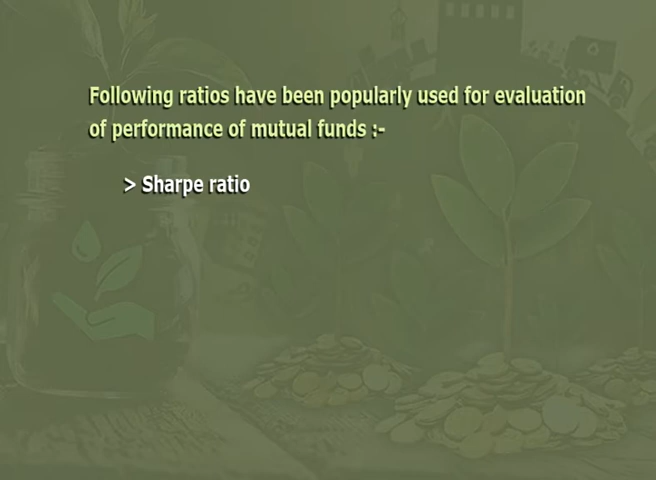 Following ratios have been popularly used for evaluation
of performance of mutual funds :-
> Sharpe ratio